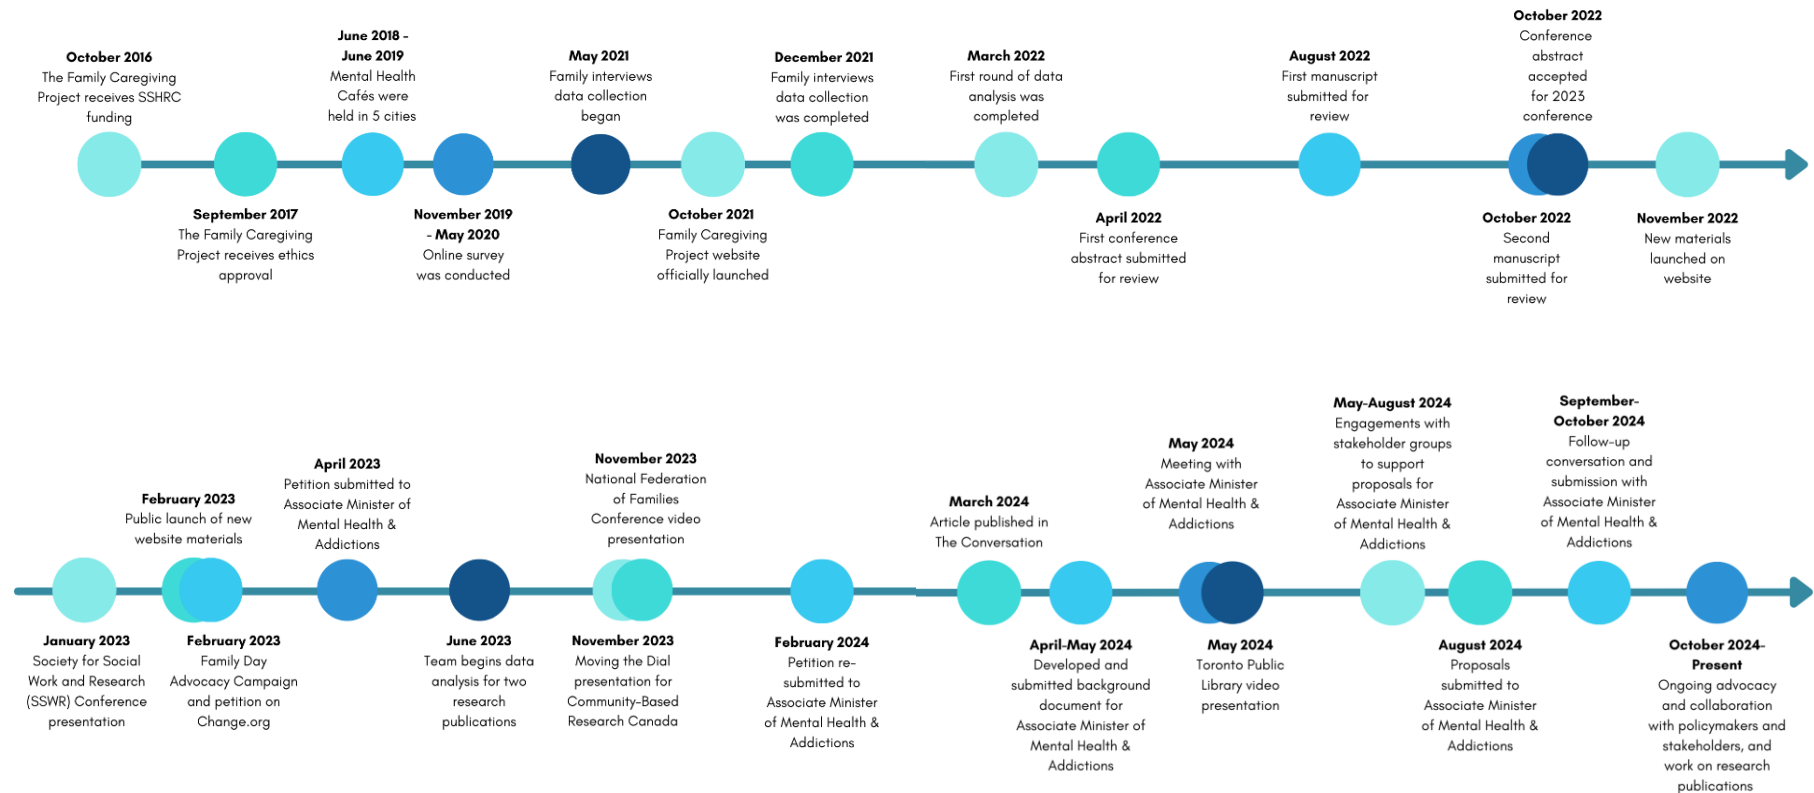 October 2016
The Family Caregiving
Project receives SSHRC
funding
September 2017
The Family Caregiving
Project receives ethics
approval
June 2018 -
June 2019
Mental Health
Cafés were
held in 5 cities
November 2019
- May 2020
Online survey
was conducted
May 2021
Family interviews
data collection
began
October 2021
Family Caregiving
Project website
officially launched
December 2021
Family interviews
data collection
was completed
March 2022
First round of data
analysis was
completed
April 2022
First conference
abstract submitted
for review
August 2022
First manuscript
submitted for
review
October 2022
Conference
abstract
accepted
for 2023
conference
October 2022
Second
manuscript
submitted for
review
November 2022
New materials
launched on
website
January 2023
Society for Social
Work and Research
(SSWR) Conference
presentation
February 2023
Public launch of new
website materials
February 2023
Family Day
Advocacy Campaign
and petition on
Change.org
April 2023
Petition submitted to
Associate Minister of
Mental Health &
Addictions
June 2023
Team begins data
analysis for two
research
publications
November 2023
National Federation
of Families
Conference video
presentation
November 2023
Moving the Dial
presentation for
Community-Based
Research Canada
February 2024
Petition re-
submitted to
Associate Minister
of Mental Health &
Addictions
March 2024
Article published in
The Conversation
April-May 2024
Developed and
submitted background
document for
Associate Minister of
Mental Health &
Addictions
May 2024
Meeting with
Associate Minister
of Mental Health &
Addictions
May 2024
Toronto Public
Library video
presentation
May-August 2024
Engagements with
stakeholder groups
to support
proposals for
Associate Minister
of Mental Health &
Addictions
August 2024
Proposals
submitted to
Associate Minister
of Mental Health &
Addictions
September-
October 2024
Follow-up
conversation and
submission with
Associate Minister
of Mental Health &
Addictions
October 2024-
Present
Ongoing advocacy
and collaboration
with policymakers and
stakeholders, and
work on research
publications